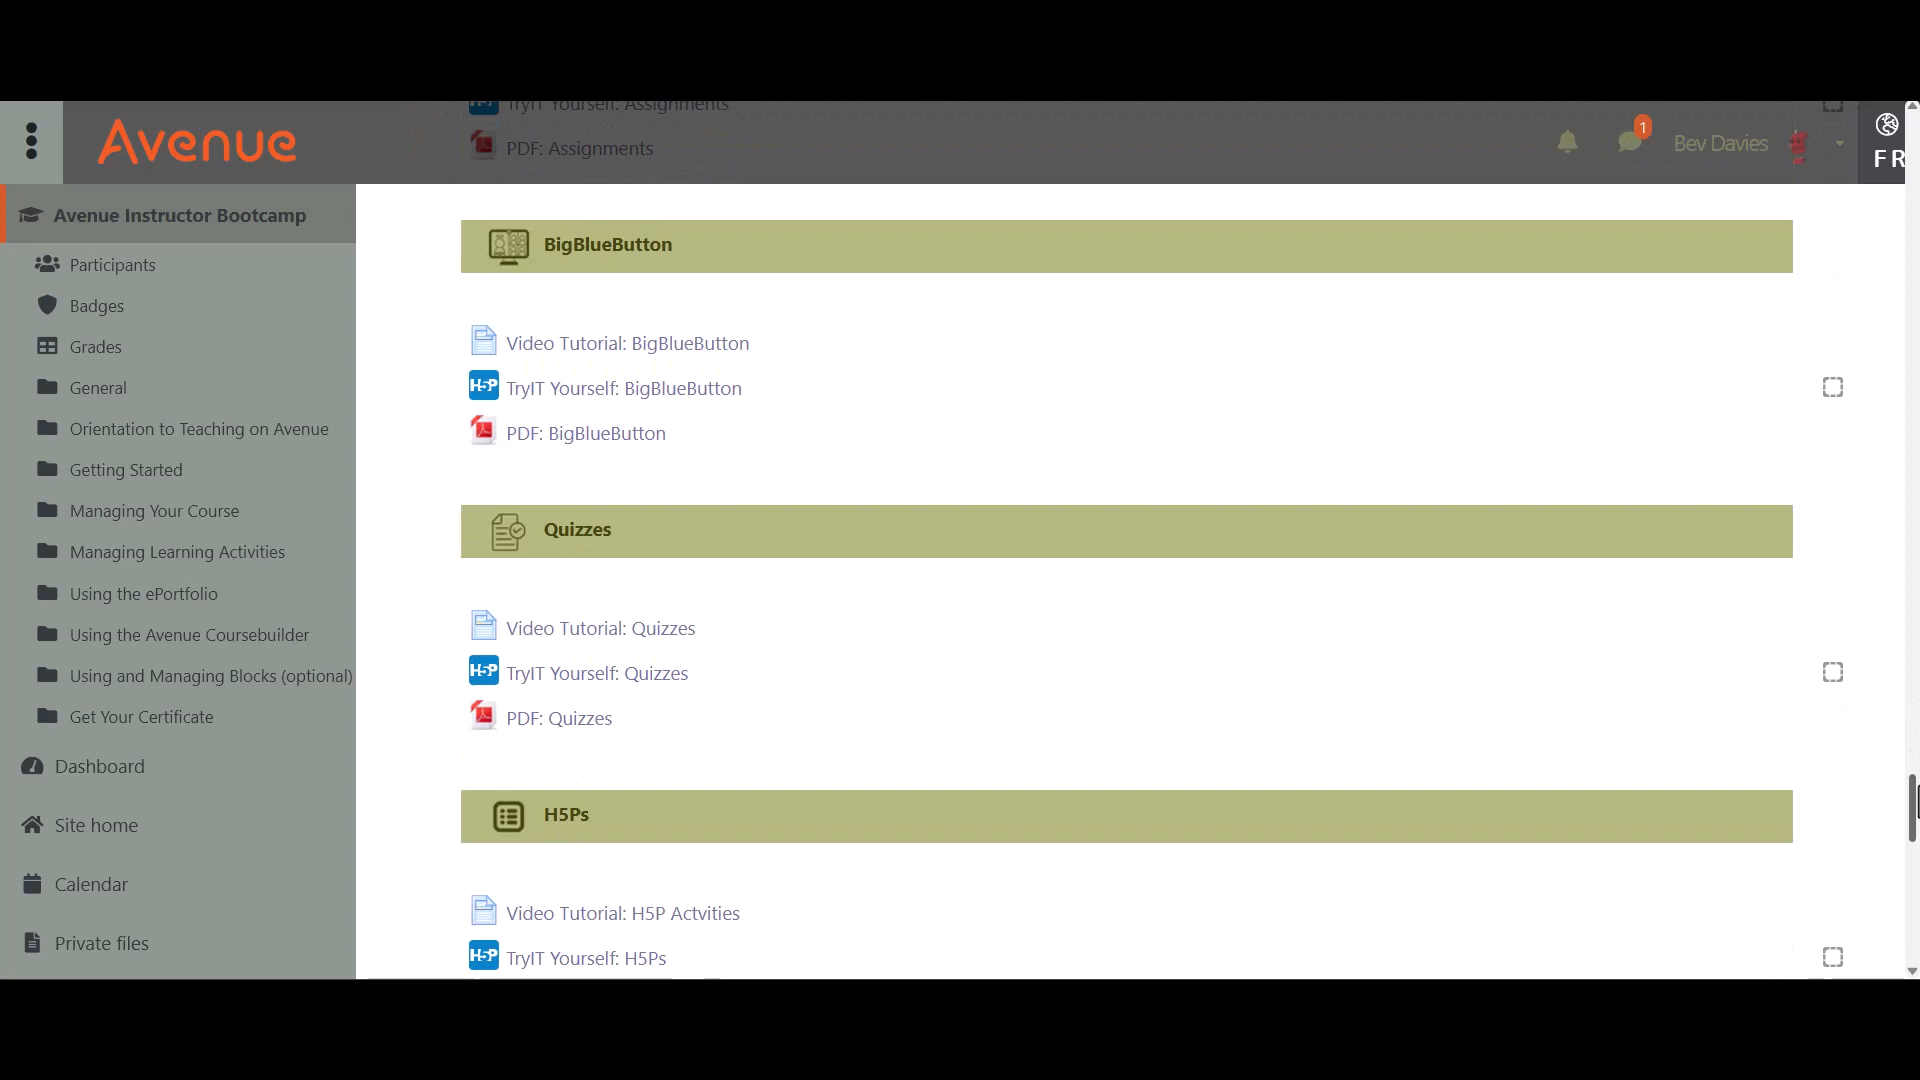 TryIT Yourself: Assignments
PDF: Assignments
Avenue
1
Bev Davies
FR
Avenue Instructor Bootcamp
Participants
Badges
Grades
General
Orientation to Teaching on Avenue
Getting Started
Managing Your Course
Managing Learning Activities
Using the ePortfolio
Using the Avenue Coursebuilder
Using and Managing Blocks (optional)
Get Your Certificate
Dashboard
Site home
Calendar
Private files
BigBlueButton
Video Tutorial: BigBlueButton
H5P TryIT Yourself: BigBlueButton
PDF: BigBlueButton
Quizzes
Video Tutorial: Quizzes
H5P TryIT Yourself: Quizzes
PDF: Quizzes
H5Ps
Video Tutorial: H5P Actvities
H5P TryIT Yourself: H5Ps